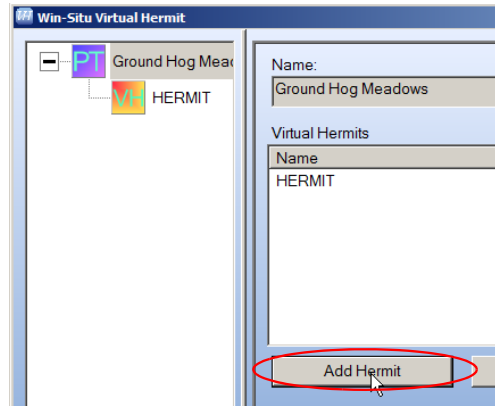 Win-Situ Virtual Hermit
PT Ground Hog Mead
VH HERMIT
Name:
Ground Hog Meadows
Virtual Hermits
Name
HERMIT
Add Hermit